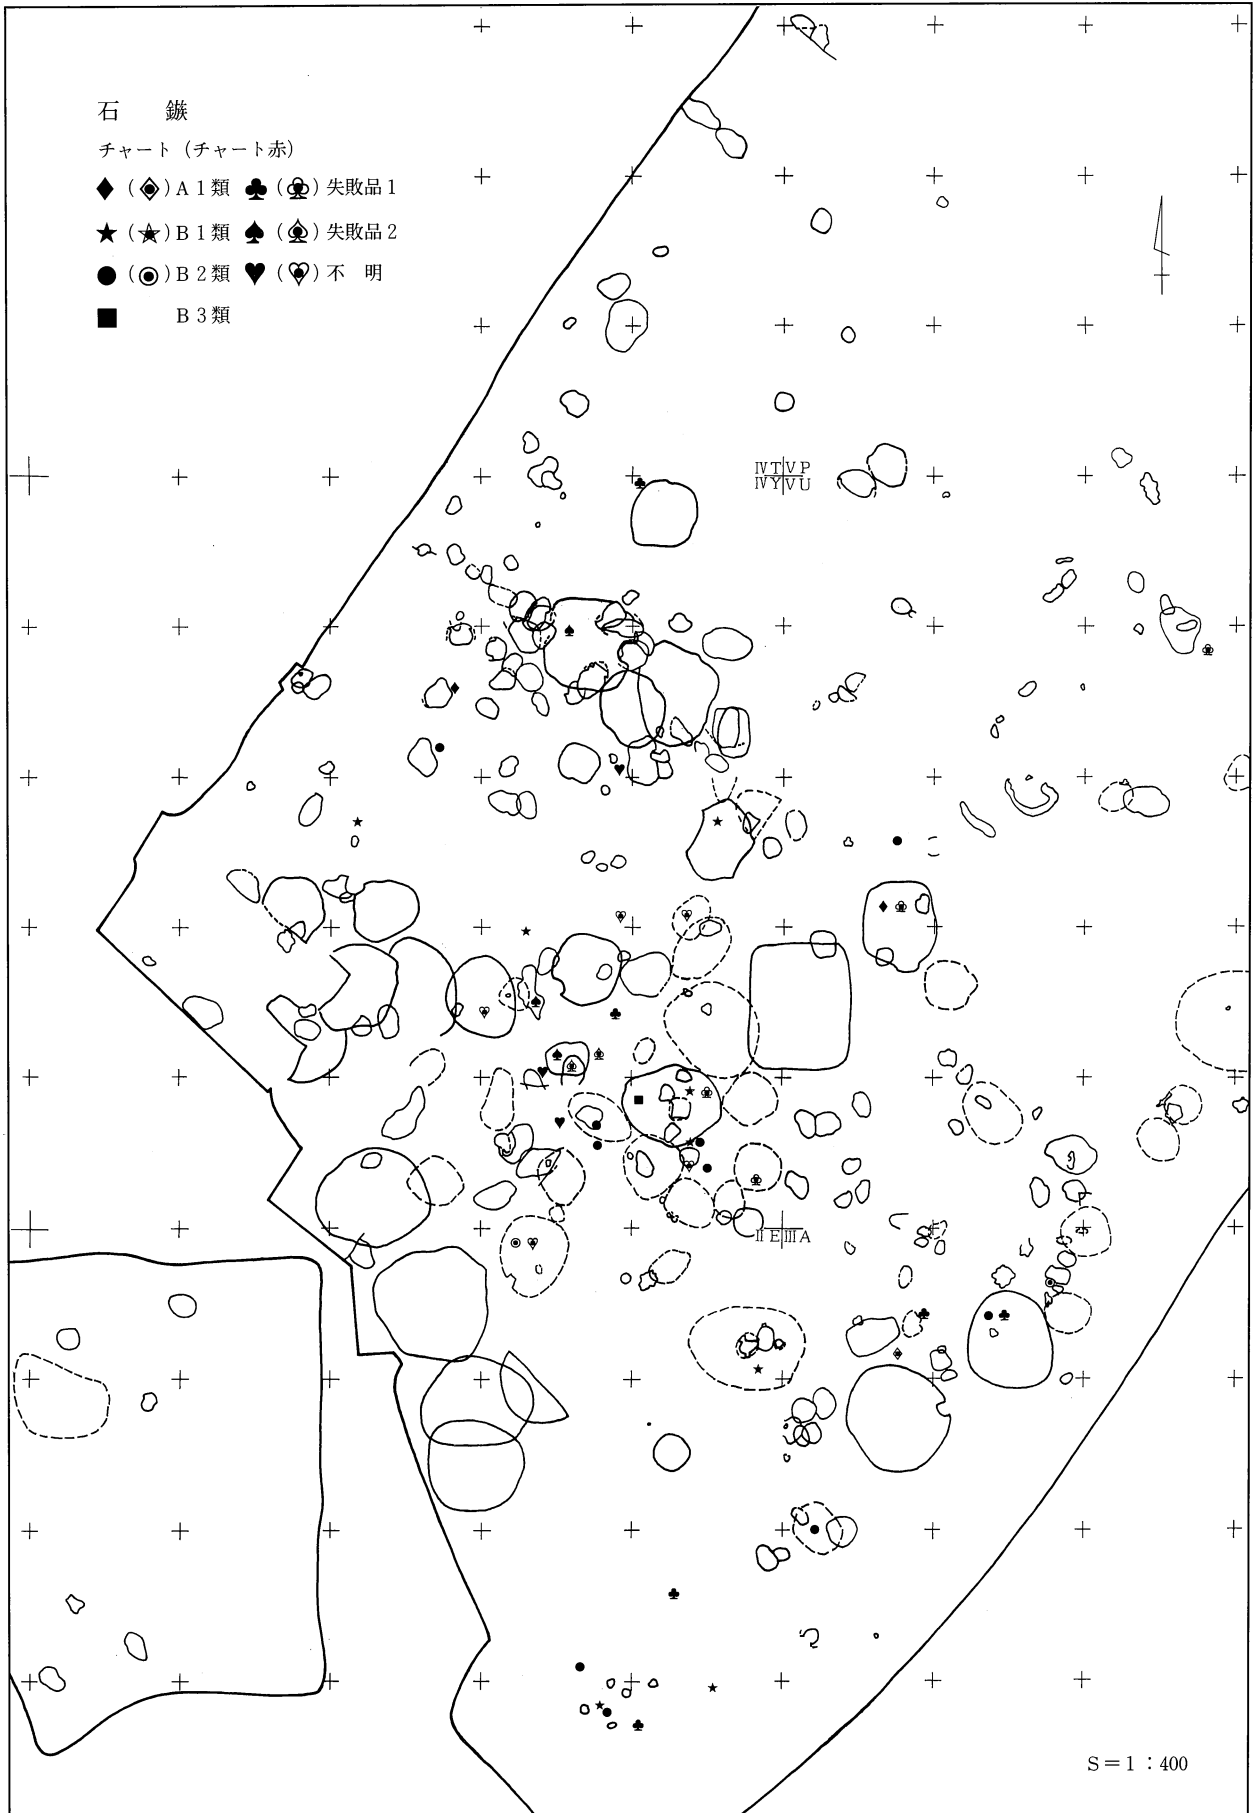 石　鏃
チャート（チャート赤）
♦（◈）A1類 ♣（♧）失敗品1
★（☆）B1類 ♠（♤）失敗品2
●（◉）B2類 ♥（♡）不　明
■　B3類
ⅣT VP
ⅣY VU
ⅡE ⅢA
S＝1：400